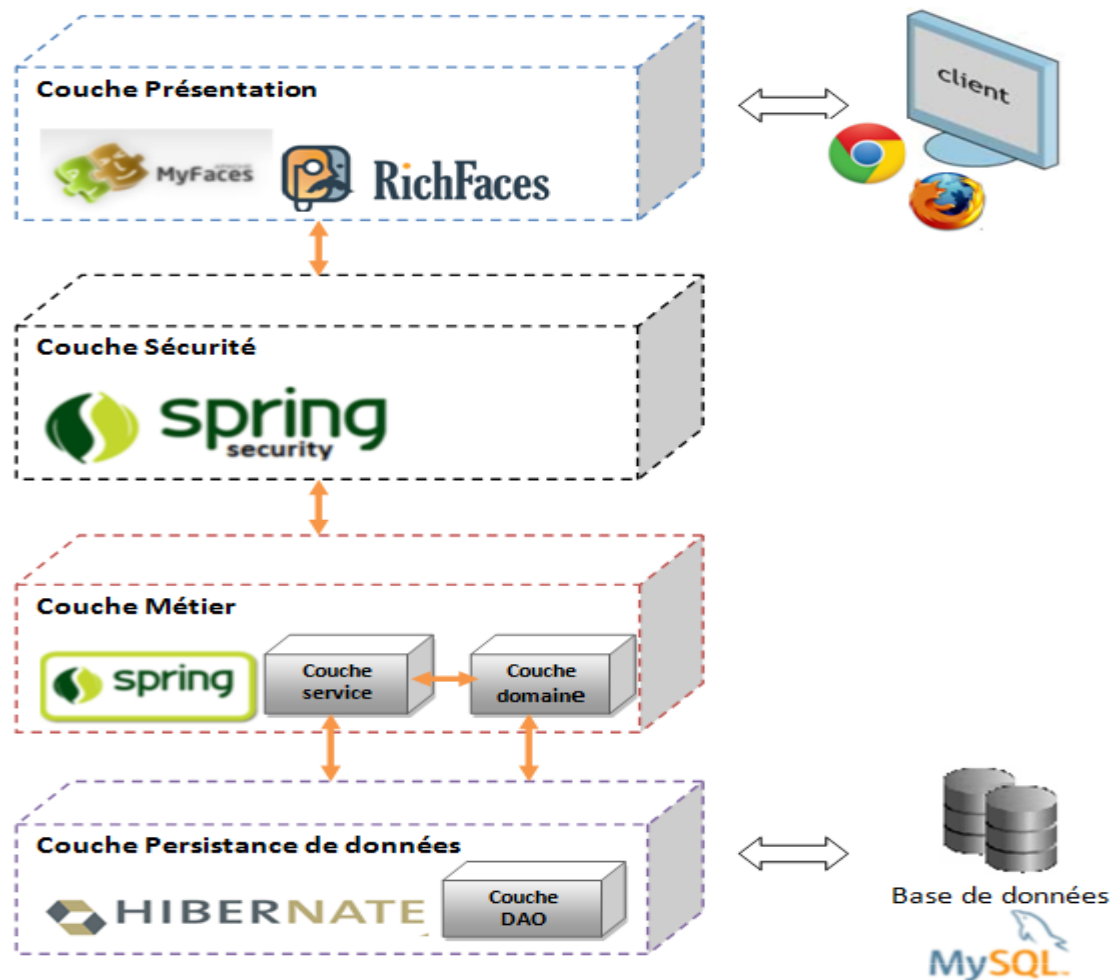 Couche Présentation
client
APACHE
MyFaces
RichFaces
Couche Sécurité
spring
security
Couche Métier
spring
Couche
service
Couche
domaine
Couche Persistance de données
HIBERNATE
Couche
DAO
Base de données
MySQL